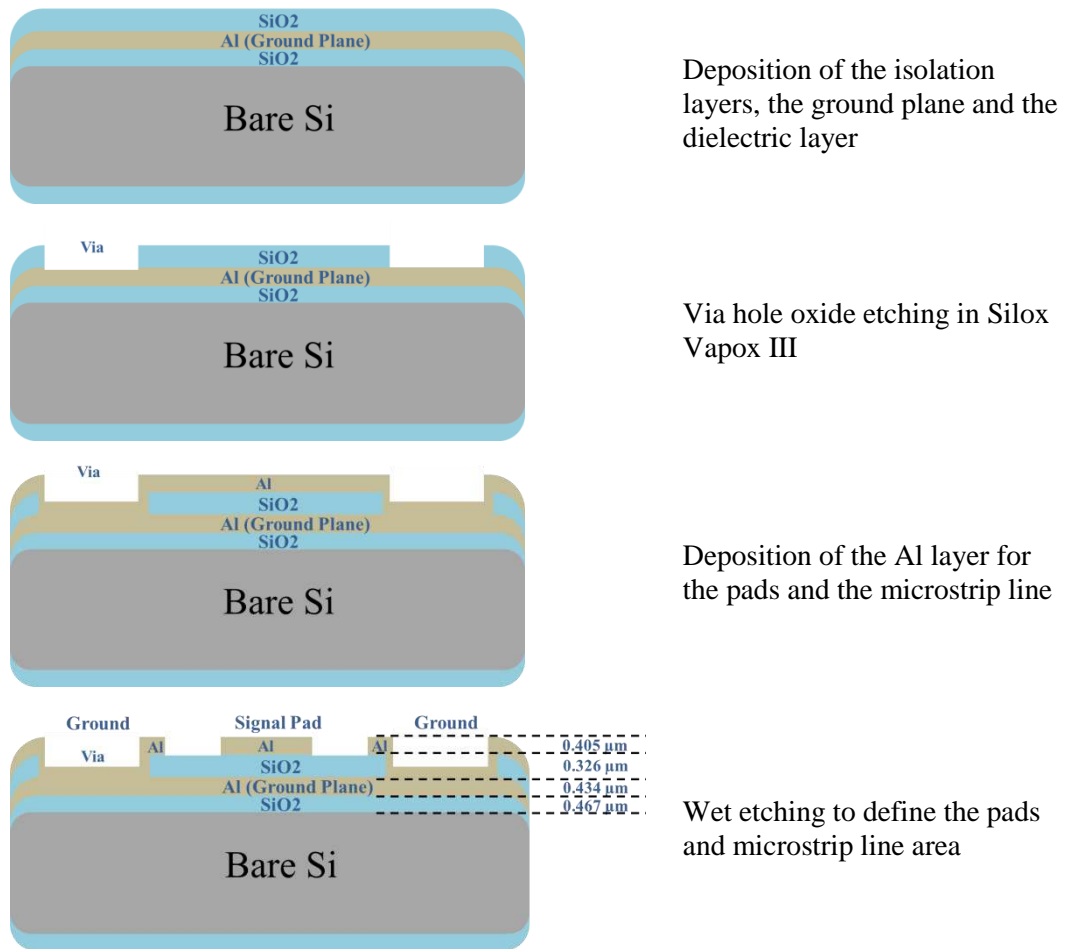 SiO2
Al (Ground Plane)
SiO2
Bare Si
Deposition of the isolation
layers, the ground plane and the
dielectric layer
Via
SiO2
Al (Ground Plane)
SiO2
Bare Si
Via hole oxide etching in Silox
Vapox III
Via
Al
SiO2
Al (Ground Plane)
SiO2
Bare Si
Deposition of the Al layer for
the pads and the microstrip line
Ground Signal Pad Ground
Via Al Al Al 0.405 µm
SiO2 0.326 µm
Al (Ground Plane) 0.434 µm
SiO2 0.467 µm
Bare Si
Wet etching to define the pads
and microstrip line area